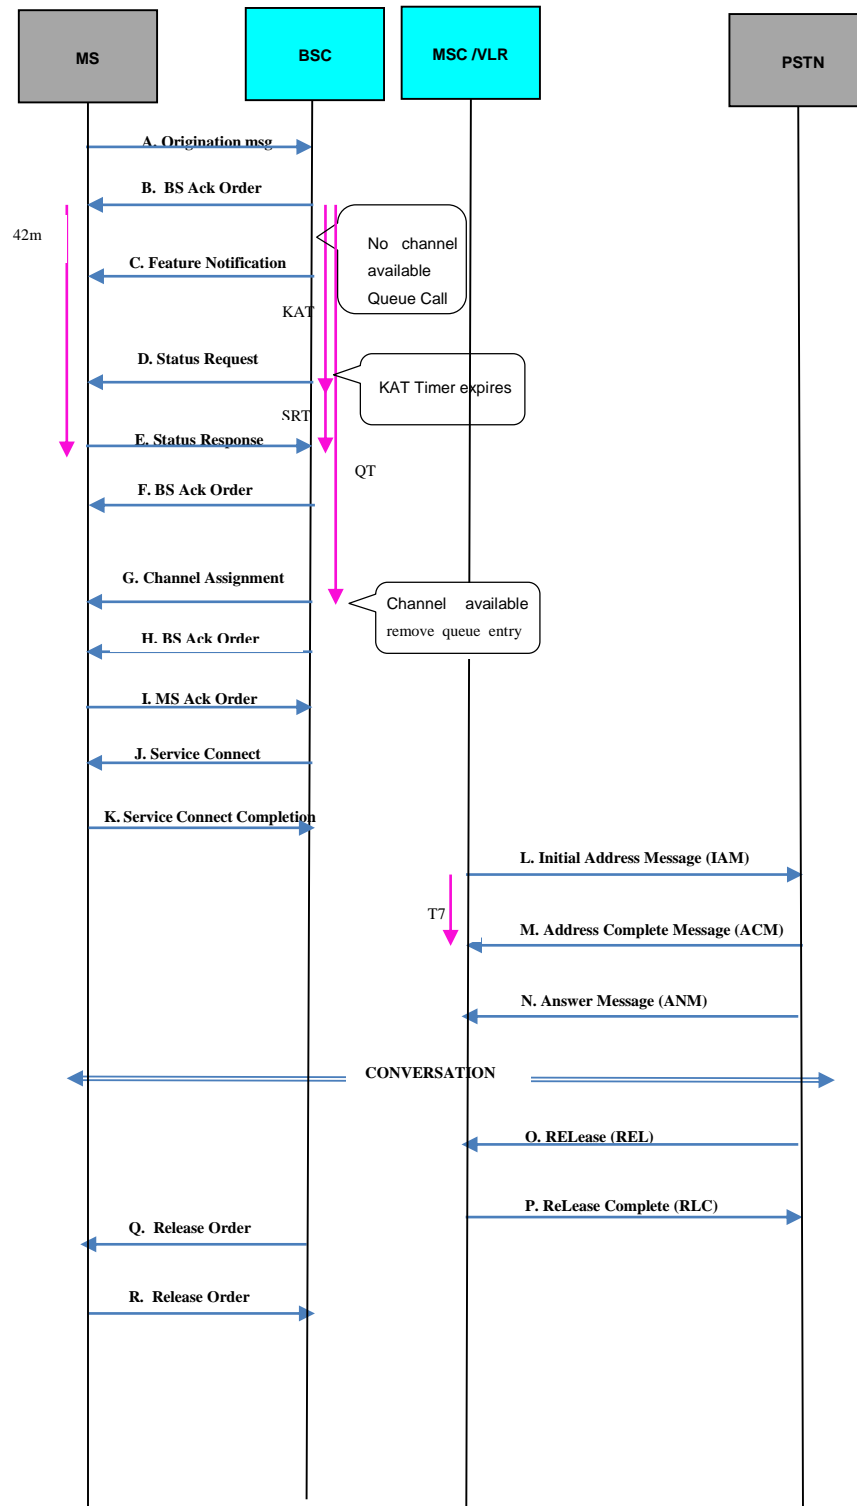 MS
BSC
MSC /VLR
PSTN
A. Origination msg
B. BS Ack Order
42m
No channel
available
Queue Call
C. Feature Notification
KAT
D. Status Request
KAT Timer expires
SRT
E. Status Response
QT
F. BS Ack Order
G. Channel Assignment
Channel available
remove queue entry
H. BS Ack Order
I. MS Ack Order
J. Service Connect
K. Service Connect Completion
L. Initial Address Message (IAM)
T7
M. Address Complete Message (ACM)
N. Answer Message (ANM)
CONVERSATION
O. RELease (REL)
P. ReLease Complete (RLC)
Q. Release Order
R. Release Order